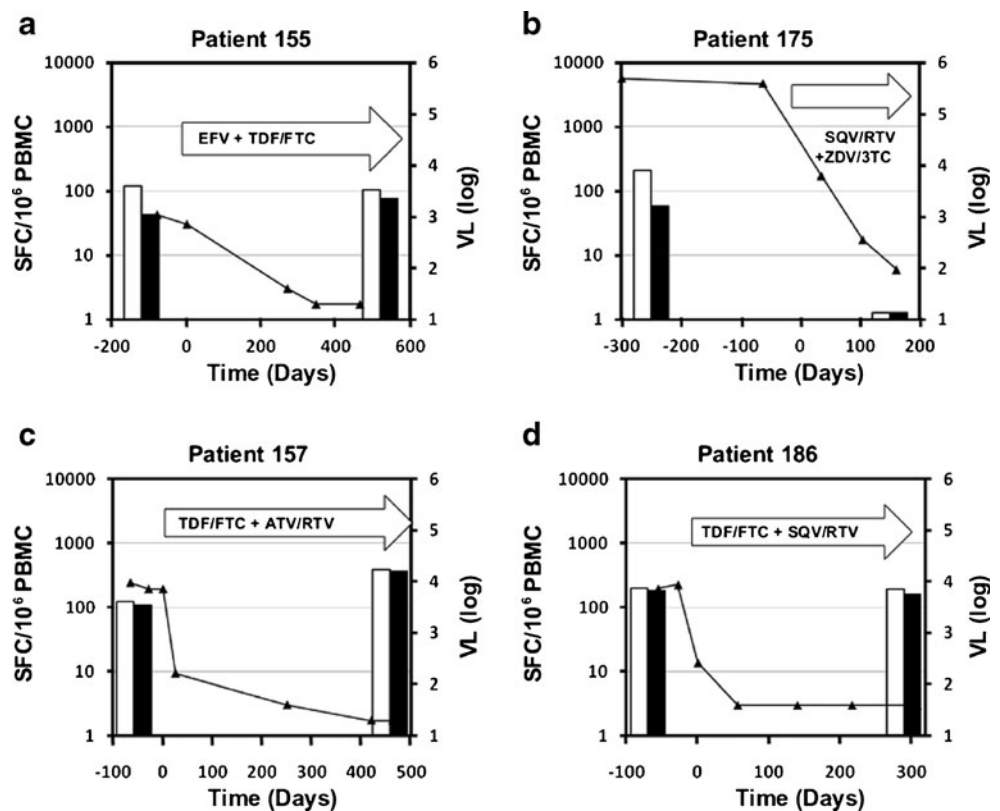 a
Patient 155
SFC/10⁶ PBMC
10000
1000
100
10
1
EFV + TDF/FTC
6
5
4
3
2
1
VL (log)
-200 0 200 400 600
Time (Days)
b
Patient 175
SFC/10⁶ PBMC
10000
1000
100
10
1
SQV/RTV
+ZDV/3TC
6
5
4
3
2
1
VL (log)
-300 -200 -100 0 100 200
Time (Days)
c
Patient 157
SFC/10⁶ PBMC
10000
1000
100
10
1
TDF/FTC + ATV/RTV
6
5
4
3
2
1
VL (log)
-100 0 100 200 300 400 500
Time (Days)
d
Patient 186
SFC/10⁶ PBMC
10000
1000
100
10
1
TDF/FTC + SQV/RTV
6
5
4
3
2
1
VL (log)
-100 0 100 200 300
Time (Days)